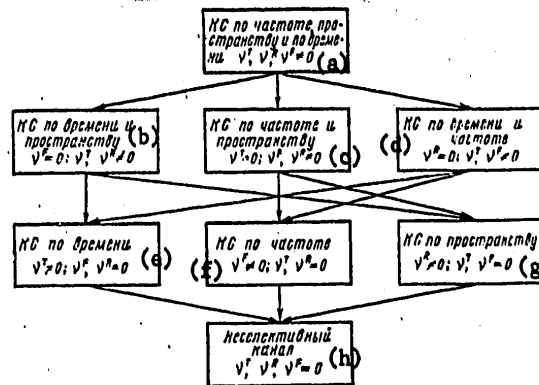 КС по частоте про-
странству и по време-
ни ν^T, ν^R, ν^F ≠ 0 (a)
КС по времени и
пространству (b)
ν^F = 0; ν^T, ν^R ≠ 0
КС по частоте и
пространству
ν^T = 0; ν^F, ν^R ≠ 0 (c)
(d) КС по времени и
частоте
ν^R = 0; ν^T, ν^F ≠ 0
КС по времени
ν^T ≠ 0; ν^F, ν^R = 0 (e)
КС по частоте
(f) ν^F ≠ 0; ν^T, ν^R = 0
КС по пространству
ν^R ≠ 0; ν^T, ν^F = 0 (g)
Неселективный
канал
ν^T, ν^R, ν^F = 0 (h)